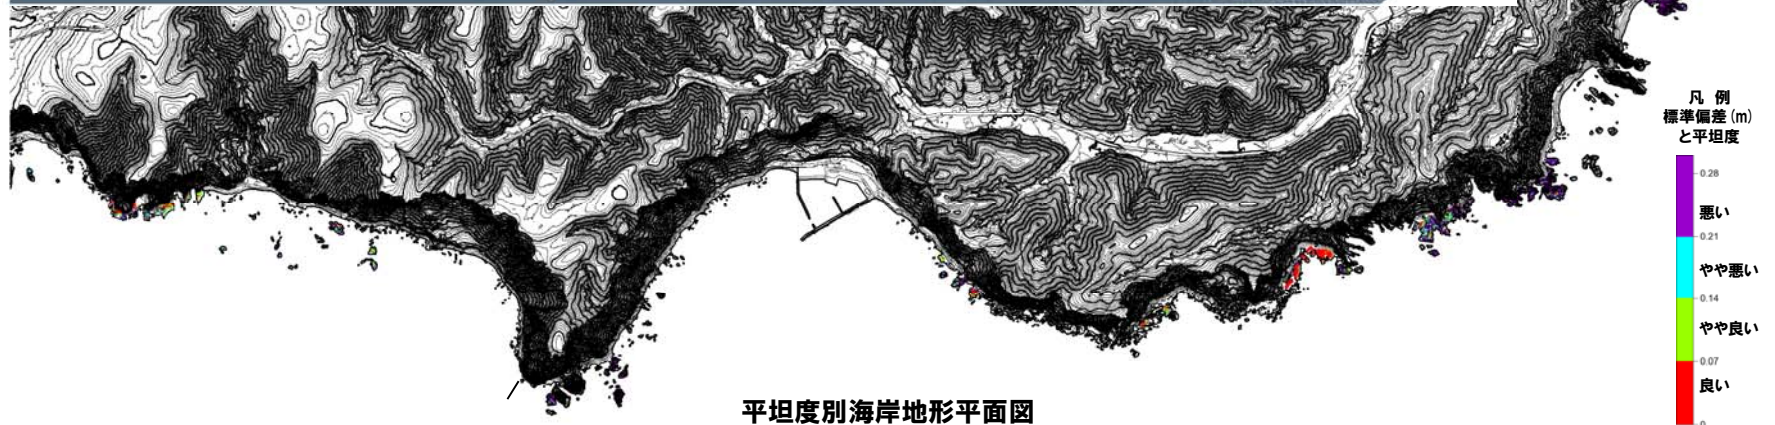 凡 例
標準偏差(m)
と平坦度
0.28
悪い
0.21
やや悪い
0.14
やや良い
0.07
良い
0
平坦度別海岸地形平面図